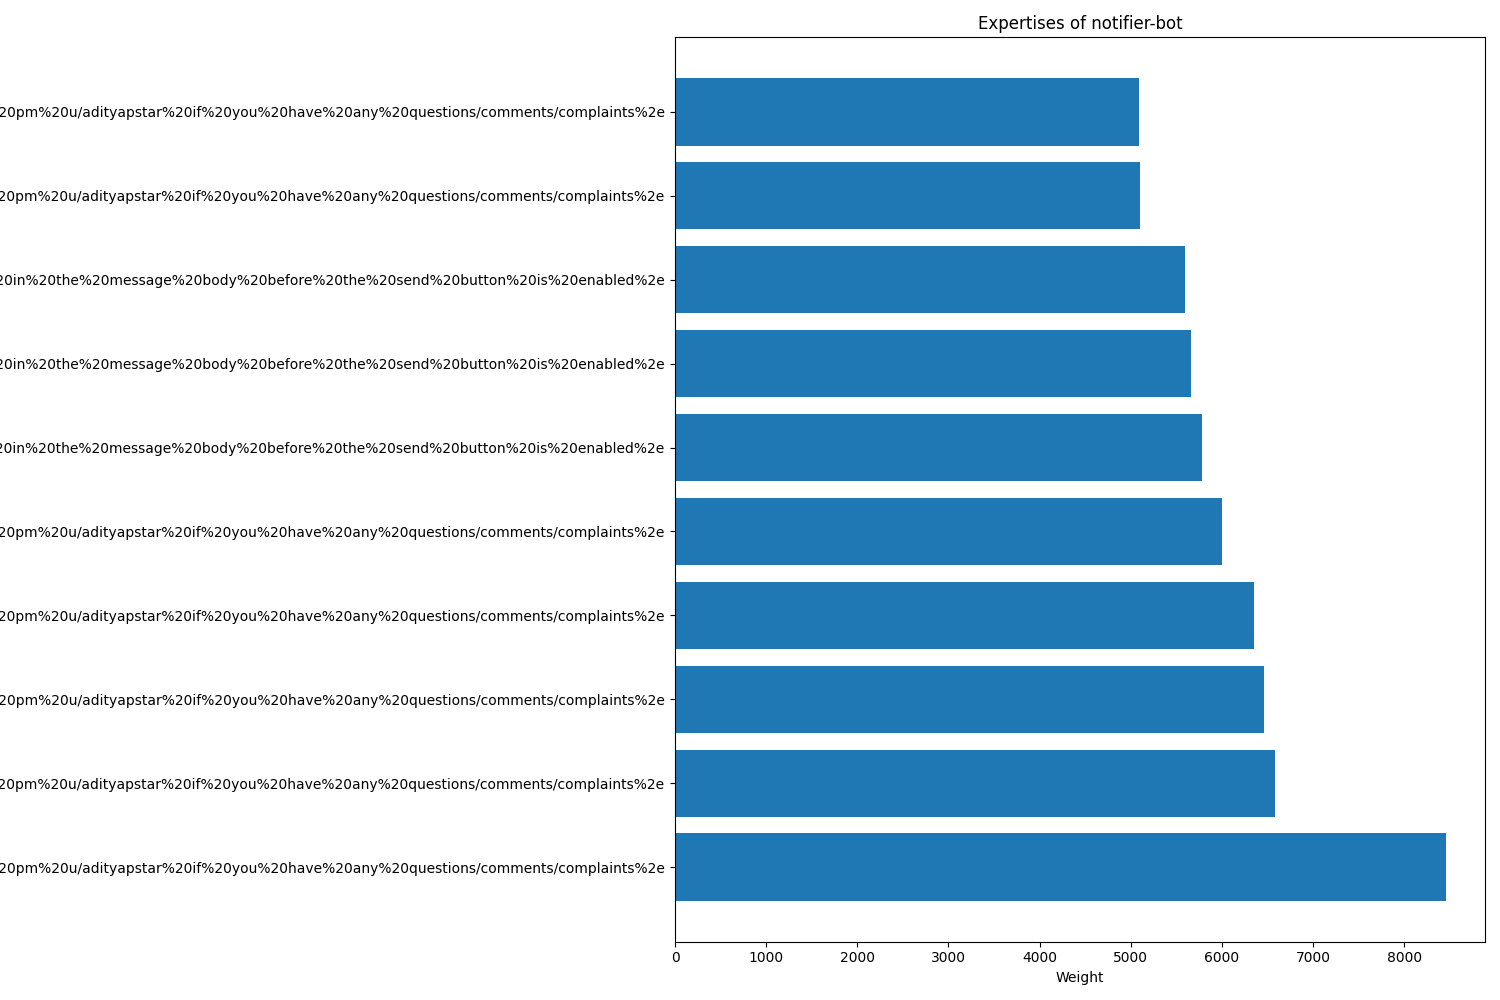 Expertises of notifier-bot
20pm%20u/adityapstar%20if%20you%20have%20any%20questions/comments/complaints%2e
20pm%20u/adityapstar%20if%20you%20have%20any%20questions/comments/complaints%2e
20in%20the%20message%20body%20before%20the%20send%20button%20is%20enabled%2e
20in%20the%20message%20body%20before%20the%20send%20button%20is%20enabled%2e
20in%20the%20message%20body%20before%20the%20send%20button%20is%20enabled%2e
20pm%20u/adityapstar%20if%20you%20have%20any%20questions/comments/complaints%2e
20pm%20u/adityapstar%20if%20you%20have%20any%20questions/comments/complaints%2e
20pm%20u/adityapstar%20if%20you%20have%20any%20questions/comments/complaints%2e
20pm%20u/adityapstar%20if%20you%20have%20any%20questions/comments/complaints%2e
20pm%20u/adityapstar%20if%20you%20have%20any%20questions/comments/complaints%2e
0 1000 2000 3000 4000 5000 6000 7000 8000
Weight